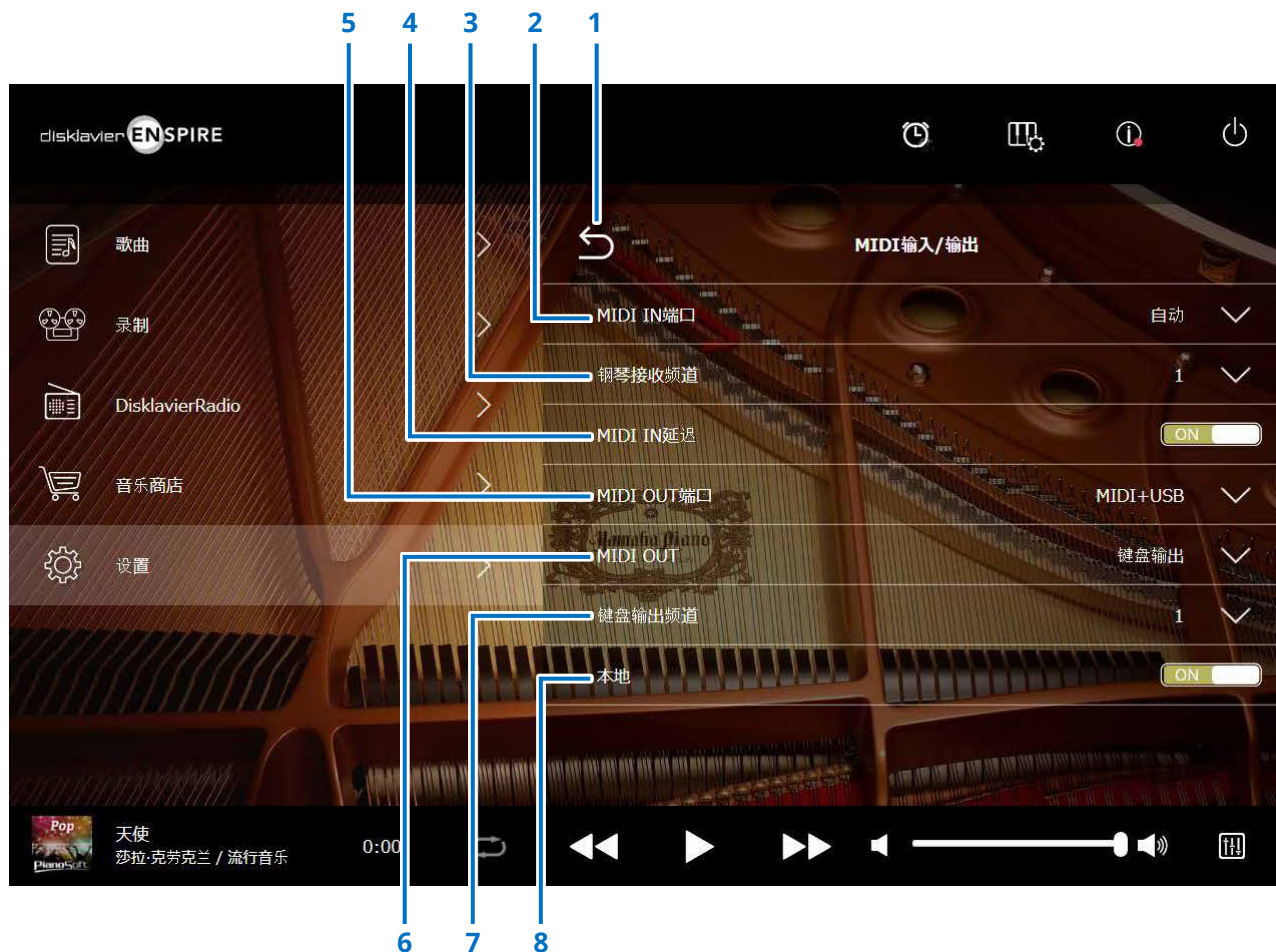 5 4 3 2 1
disklavier ENSPIRE
歌曲
MIDI输入/输出
录制
MIDI IN端口 自动
钢琴接收频道 1
DisklavierRadio
MIDI IN延迟 ON
音乐商店
MIDI OUT端口 MIDI+USB
Yamaha Piano
设置
MIDI OUT 键盘输出
键盘输出频道 1
本地 ON
Pop
PianoSoft
天使
莎拉·克劳克兰 / 流行音乐
0:00
6 7 8